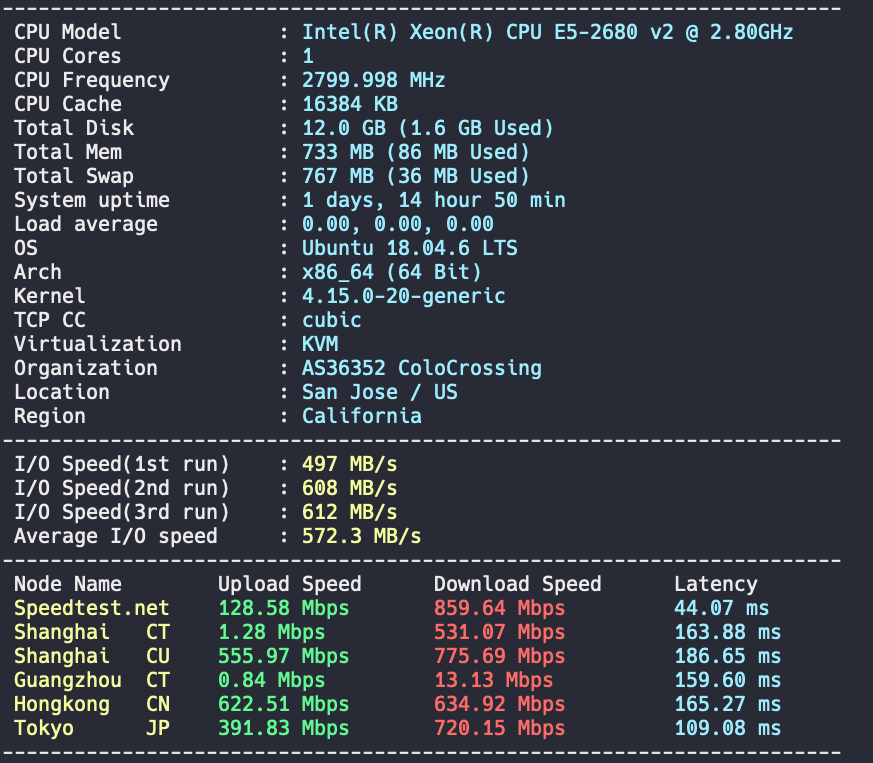 ----------------------------------------------------------------------
CPU Model             : Intel(R) Xeon(R) CPU E5-2680 v2 @ 2.80GHz
CPU Cores             : 1
CPU Frequency         : 2799.998 MHz
CPU Cache             : 16384 KB
Total Disk            : 12.0 GB (1.6 GB Used)
Total Mem             : 733 MB (86 MB Used)
Total Swap            : 767 MB (36 MB Used)
System uptime         : 1 days, 14 hour 50 min
Load average          : 0.00, 0.00, 0.00
OS                    : Ubuntu 18.04.6 LTS
Arch                  : x86_64 (64 Bit)
Kernel                : 4.15.0-20-generic
TCP CC                : cubic
Virtualization        : KVM
Organization          : AS36352 ColoCrossing
Location              : San Jose / US
Region                : California
----------------------------------------------------------------------
I/O Speed(1st run)    : 497 MB/s
I/O Speed(2nd run)    : 608 MB/s
I/O Speed(3rd run)    : 612 MB/s
Average I/O speed     : 572.3 MB/s
----------------------------------------------------------------------
Node Name        Upload Speed      Download Speed      Latency
Speedtest.net    128.58 Mbps       859.64 Mbps         44.07 ms
Shanghai   CT    1.28 Mbps         531.07 Mbps         163.88 ms
Shanghai   CU    555.97 Mbps       775.69 Mbps         186.65 ms
Guangzhou  CT    0.84 Mbps         13.13 Mbps          159.60 ms
Hongkong   CN    622.51 Mbps       634.92 Mbps         165.27 ms
Tokyo      JP    391.83 Mbps       720.15 Mbps         109.08 ms
----------------------------------------------------------------------